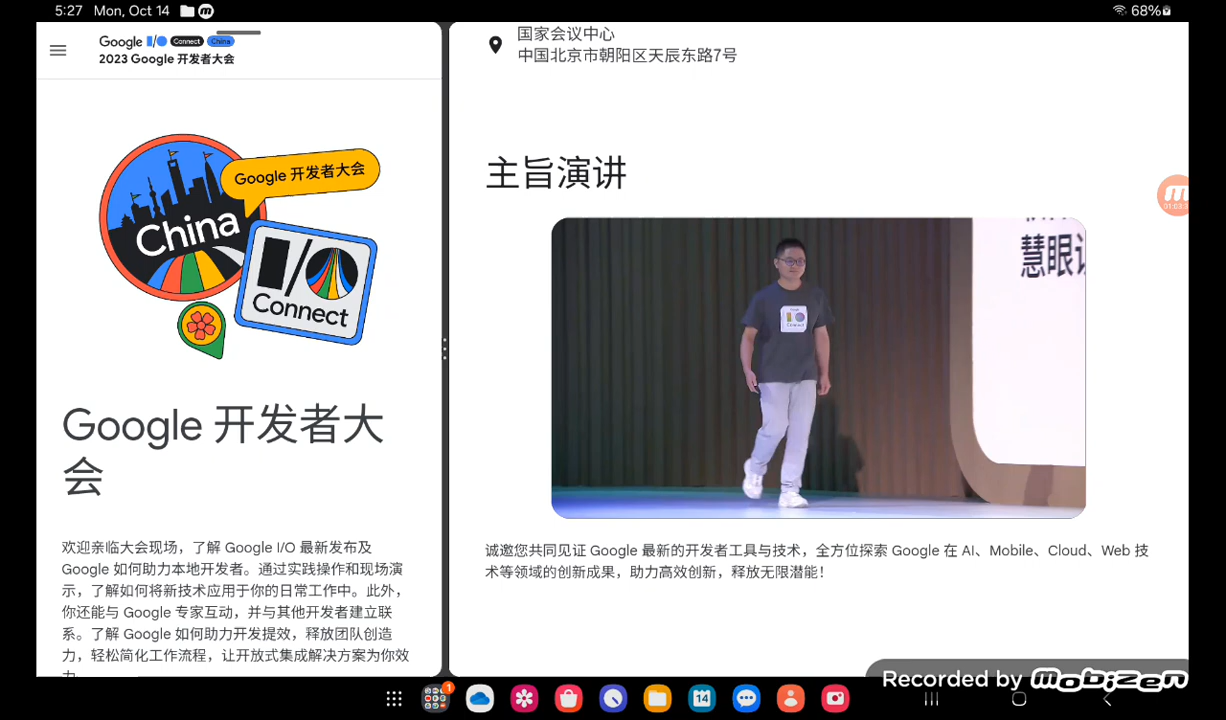 5:27 Mon, Oct 14
68%
Google I/O Connect China
2023 Google 开发者大会
Google 开发者大会
China
I/O
Connect
Google 开发者大
会
欢迎亲临大会现场，了解 Google I/O 最新发布及
Google 如何助力本地开发者。通过实践操作和现场演
示，了解如何将新技术应用于你的日常工作中。此外，
你还能与 Google 专家互动，并与其他开发者建立联
系。了解 Google 如何助力开发提效，释放团队创造
力，轻松简化工作流程，让开放式集成解决方案为你效
国家会议中心
中国北京市朝阳区天辰东路7号
主旨演讲
慧眼
Google
I/O
Connect
诚邀您共同见证 Google 最新的开发者工具与技术，全方位探索 Google 在 AI、Mobile、Cloud、Web 技
术等领域的创新成果，助力高效创新，释放无限潜能！
1
14
Recorded by mobizen